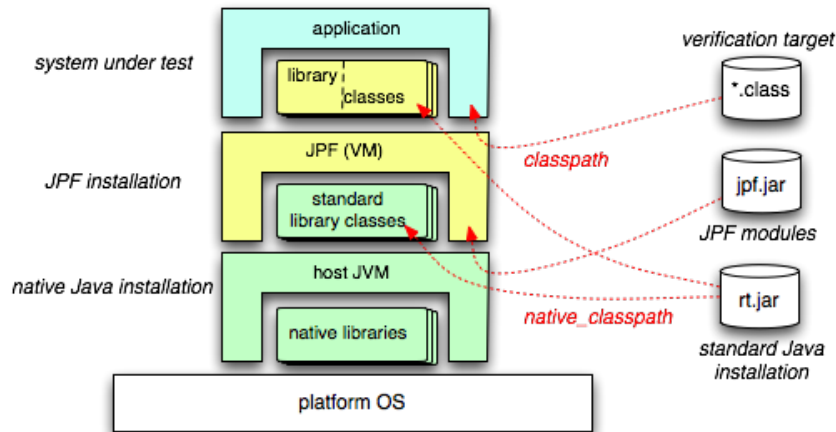 application
system under test
library
classes
verification target
*.class
classpath
JPF (VM)
JPF installation
standard
library classes
jpf.jar
JPF modules
host JVM
native Java installation
native libraries
native_classpath
rt.jar
standard Java
installation
platform OS